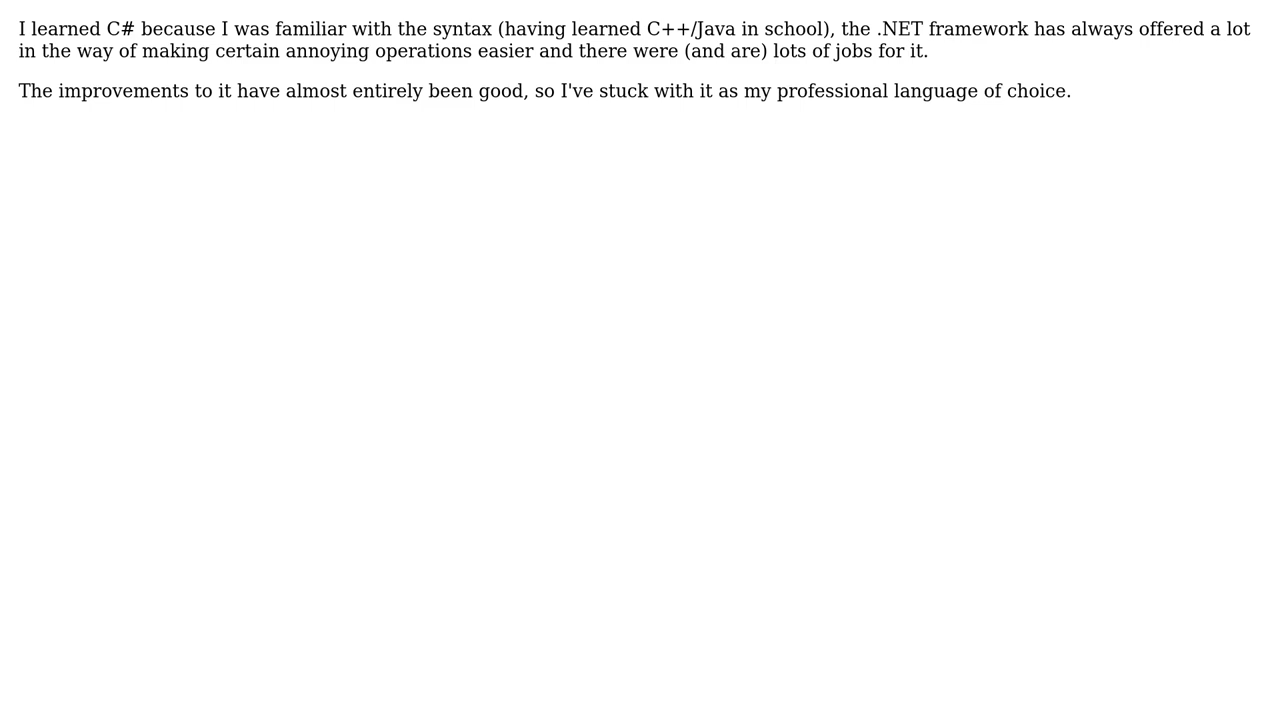 I learned C# because I was familiar with the syntax (having learned C++/Java in school), the .NET framework has always offered a lot
in the way of making certain annoying operations easier and there were (and are) lots of jobs for it.
The improvements to it have almost entirely been good, so I've stuck with it as my professional language of choice.